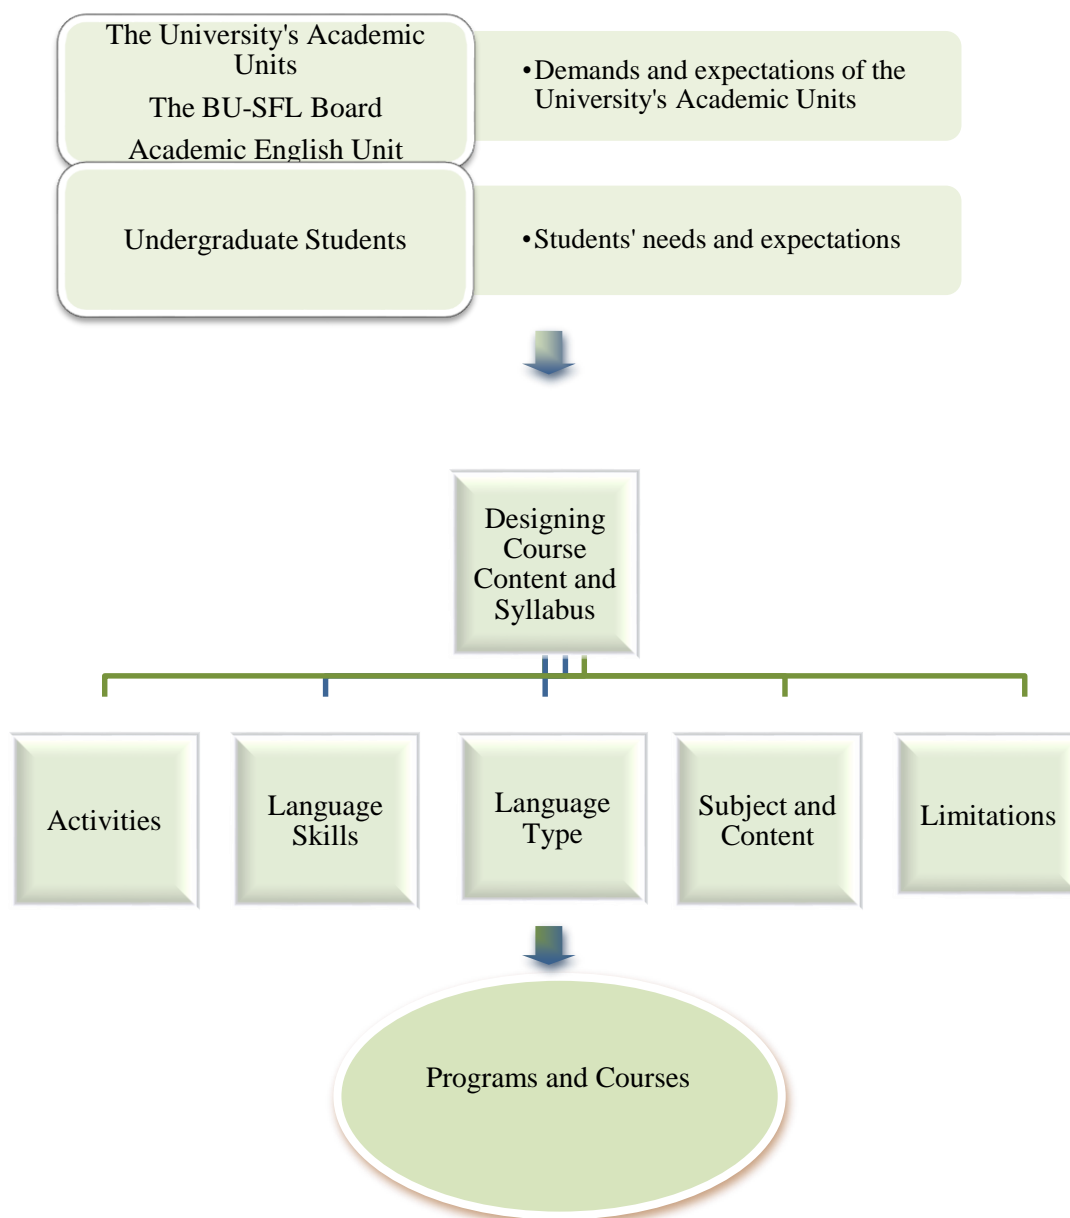 The University's Academic
Units
The BU-SFL Board
Academic English Unit
•Demands and expectations of the
University's Academic Units
Undergraduate Students
•Students' needs and expectations
Designing
Course
Content and
Syllabus
Activities
Language
Skills
Language
Type
Subject and
Content
Limitations
Programs and Courses